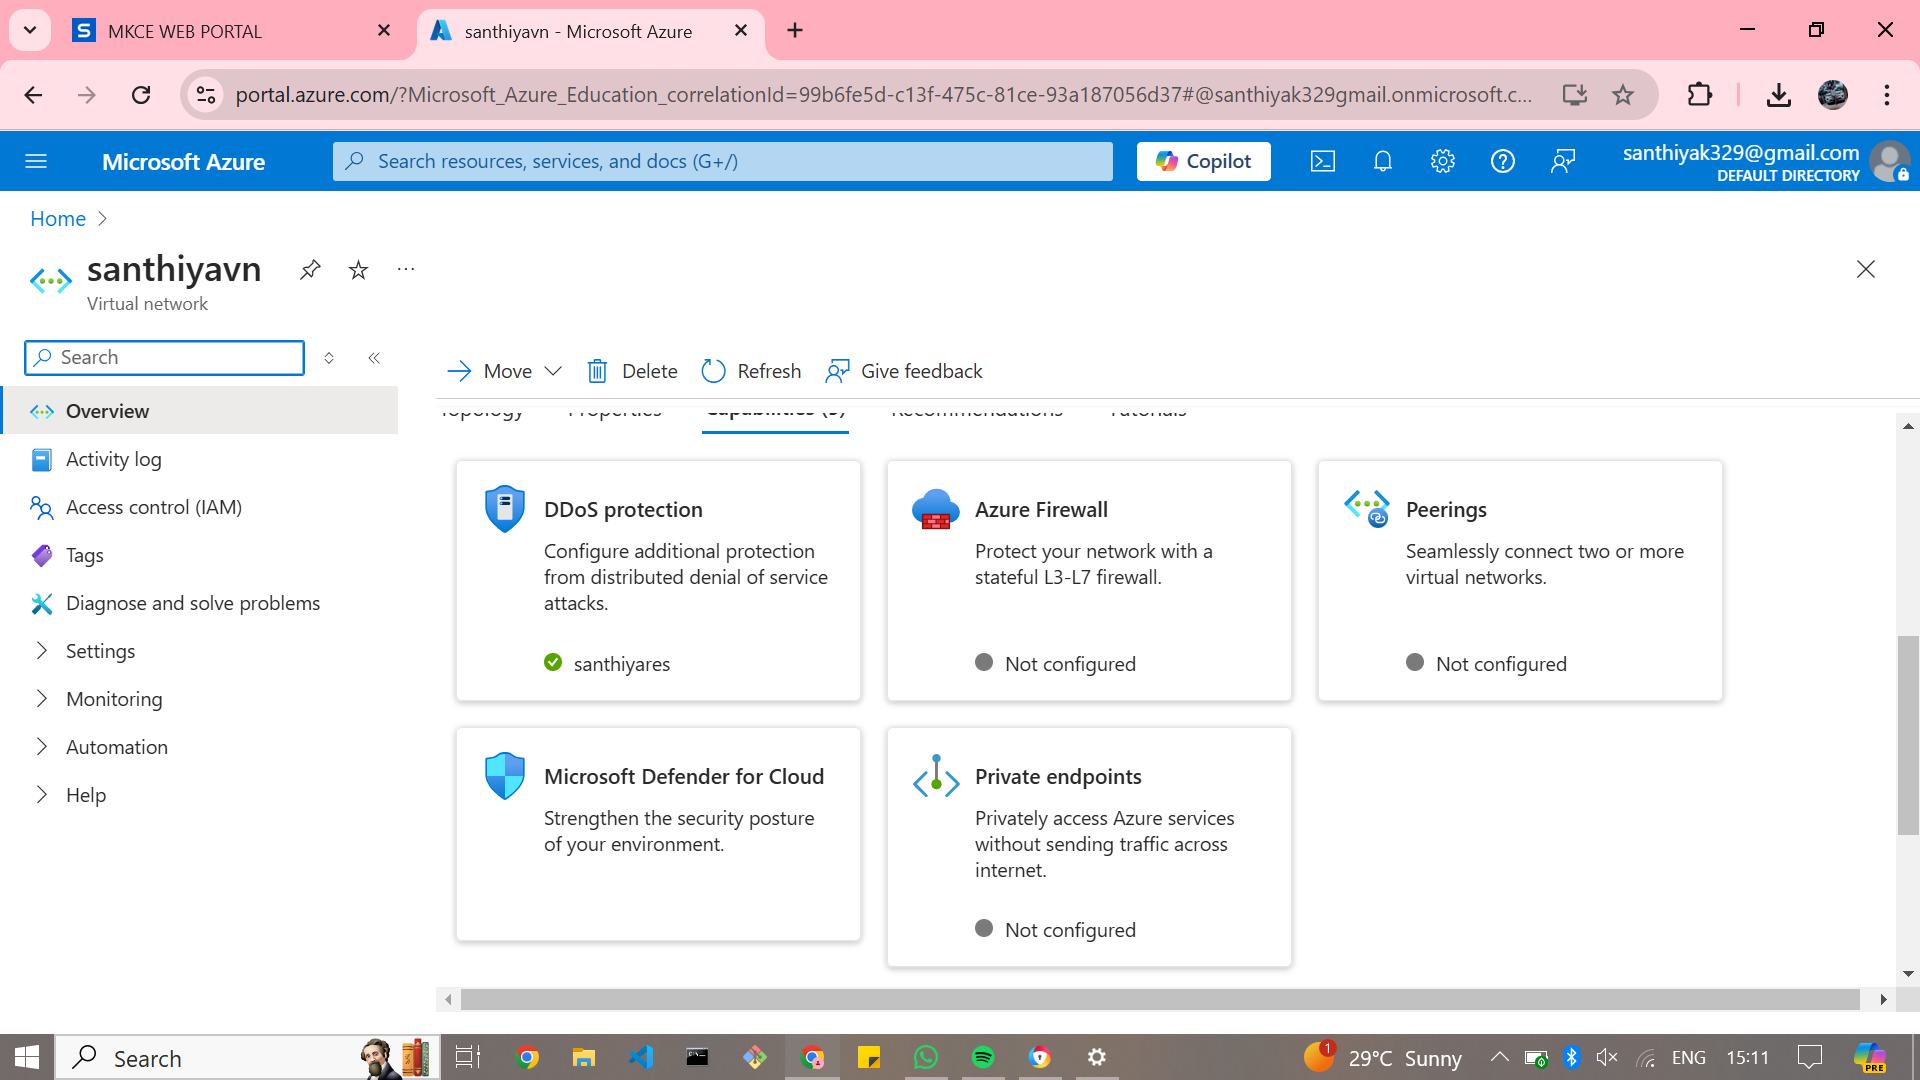 MKCE WEB PORTAL
santhiyavn - Microsoft Azure
portal.azure.com/?Microsoft_Azure_Education_correlationId=99b6fe5d-c13f-475c-81ce-93a187056d37#@santhiyak329gmail.onmicrosoft.c...
Microsoft Azure
Search resources, services, and docs (G+/)
Copilot
santhiyak329@gmail.com
DEFAULT DIRECTORY
Home
santhiyavn
Virtual network
Search
Overview
Activity log
Access control (IAM)
Tags
Diagnose and solve problems
Settings
Monitoring
Automation
Help
Move
Delete
Refresh
Give feedback
Topology
Properties
Capabilities (5)
Recommendations
Tutorials
DDoS protection
Configure additional protection
from distributed denial of service
attacks.
santhiyares
Azure Firewall
Protect your network with a
stateful L3-L7 firewall.
Not configured
Peerings
Seamlessly connect two or more
virtual networks.
Not configured
Microsoft Defender for Cloud
Strengthen the security posture
of your environment.
Private endpoints
Privately access Azure services
without sending traffic across
internet.
Not configured
Search
1
29°C Sunny
ENG
15:11
PRE